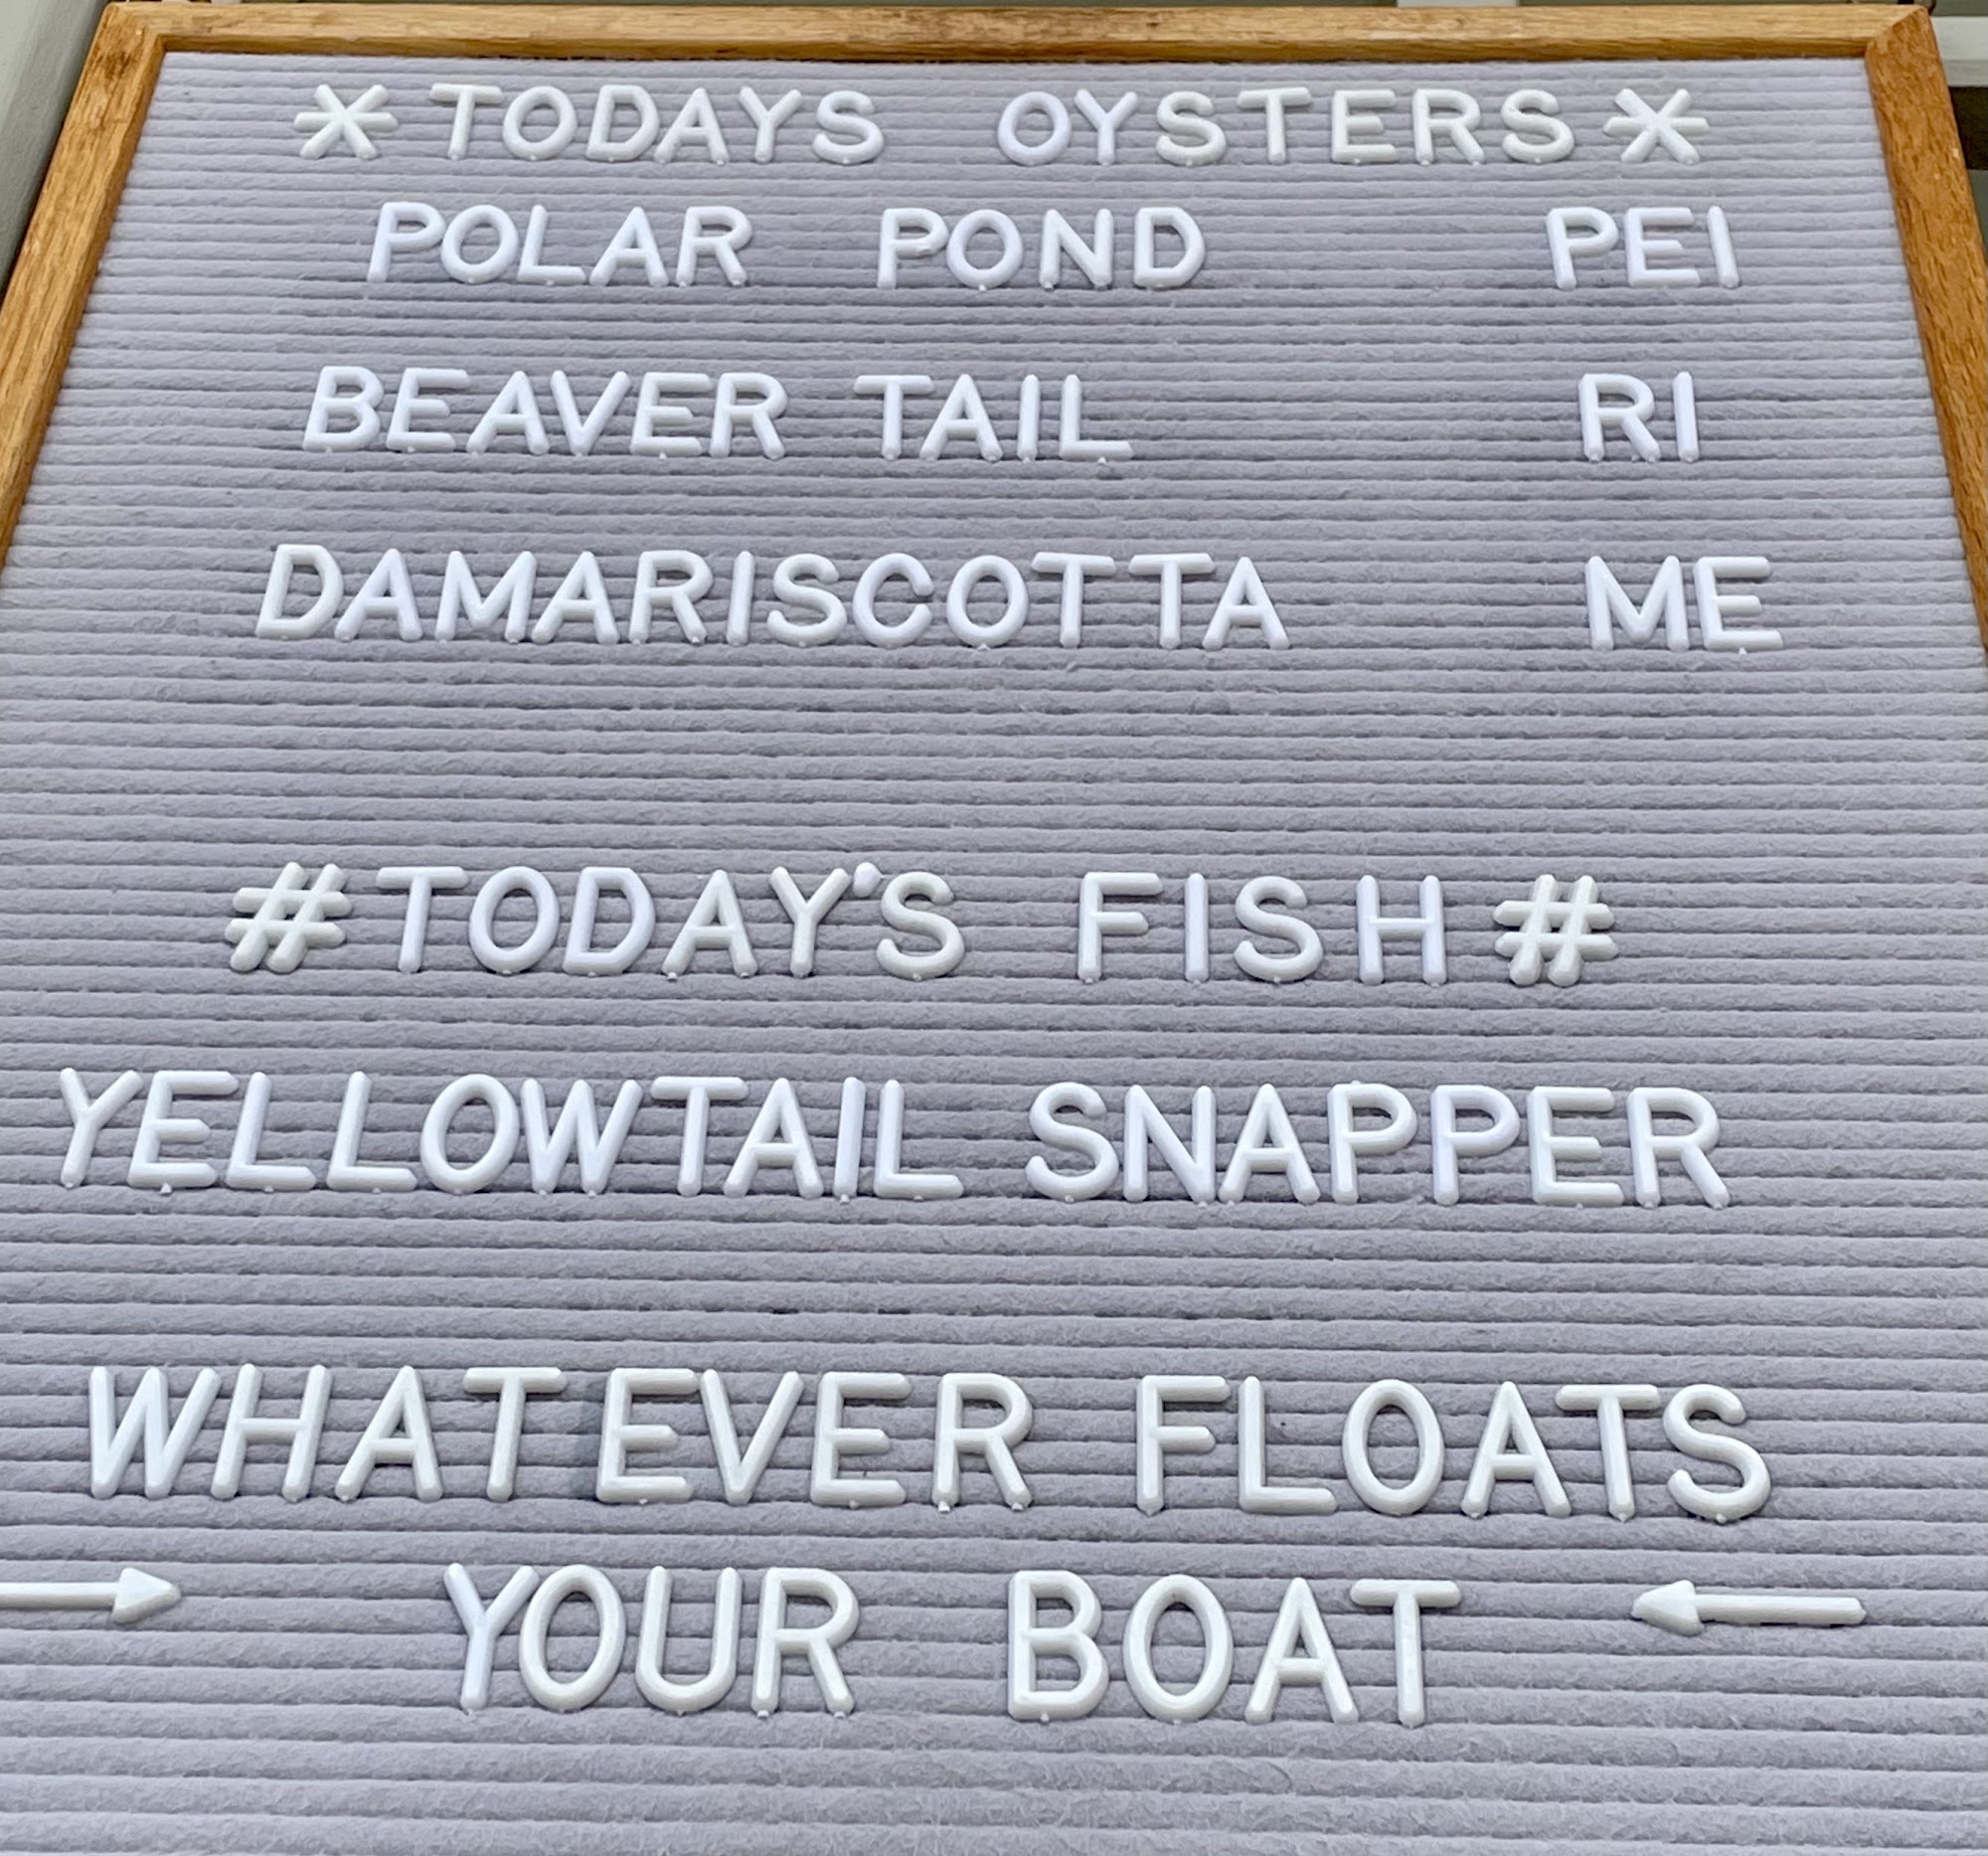 *TODAYS OYSTERS*
POLAR POND PEI
BEAVER TAIL RI
DAMARISCOTTA ME
#TODAY'S FISH#
YELLOWTAIL SNAPPER
WHATEVER FLOATS
→ YOUR BOAT ←